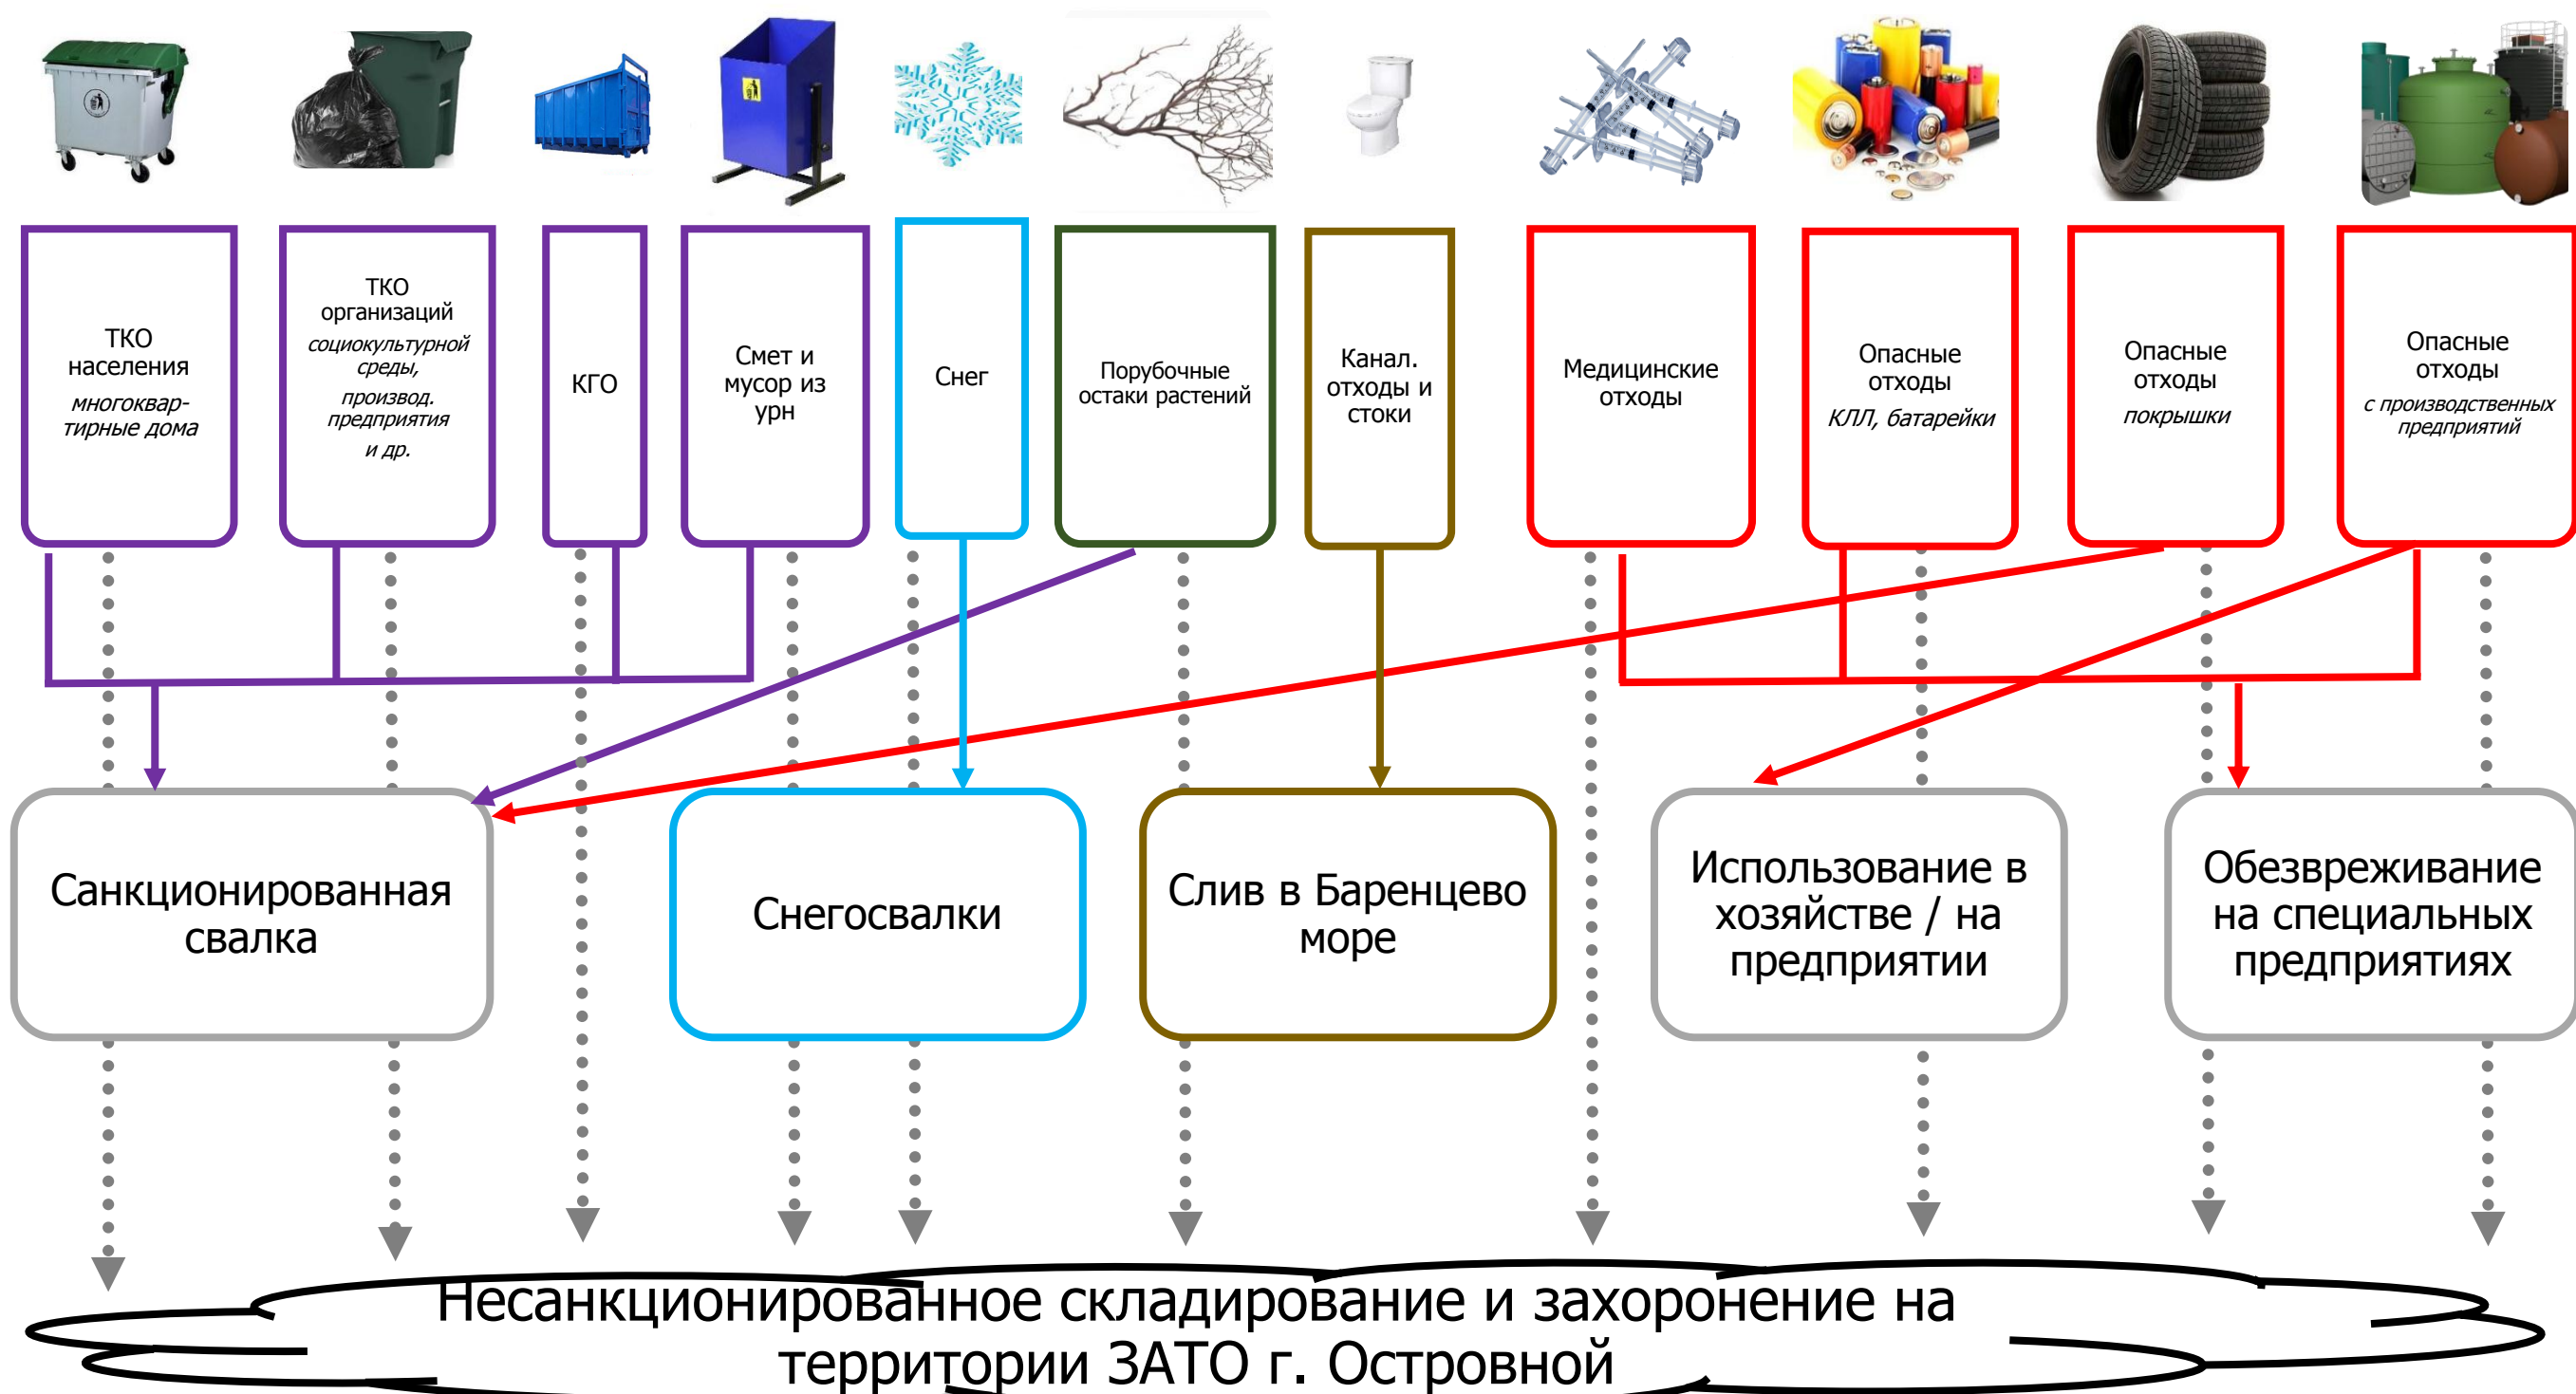 ТКО
населения
многоквар-
тирные дома
ТКО
организаций
социокультурной
среды,
производ.
предприятия
и др.
КГО
Смет и
мусор из
урн
Снег
Порубочные
остаки растений
Канал.
отходы и
стоки
Медицинские
отходы
Опасные
отходы
КЛЛ, батарейки
Опасные
отходы
покрышки
Опасные
отходы
с производственных
предприятий
Санкционированная
свалка
Снегосвалки
Слив в Баренцево
море
Использование в
хозяйстве / на
предприятии
Обезвреживание
на специальных
предприятиях
Несанкционированное складирование и захоронение на
территории ЗАТО г. Островной